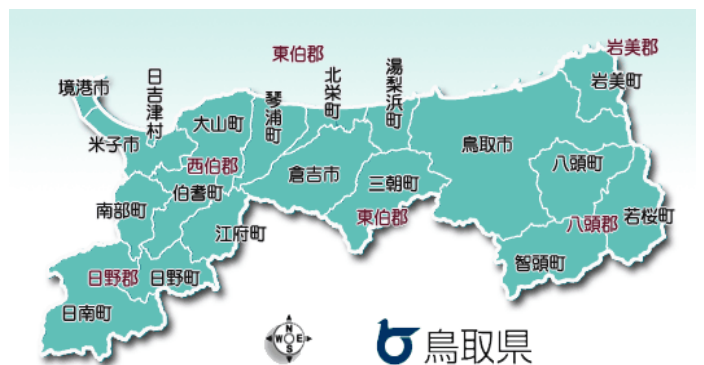 東伯郡
岩美郡
岩美町
境港市
日吉津村
米子市
大山町
琴浦町
北栄町
湯梨浜町
鳥取市
八頭町
西伯郡
伯耆町
倉吉市
三朝町
南部町
江府町
東伯郡
八頭郡
若桜町
智頭町
日野郡
日野町
日南町
N
W E
S
鳥取県